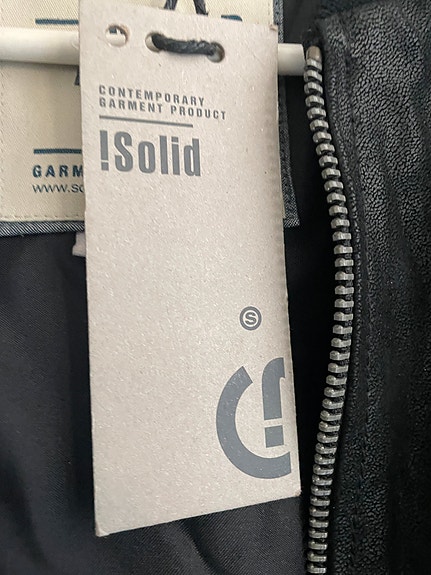 CONTEMPORARY
GARMENT PRODUCT
!Solid
S
GARM
www.so